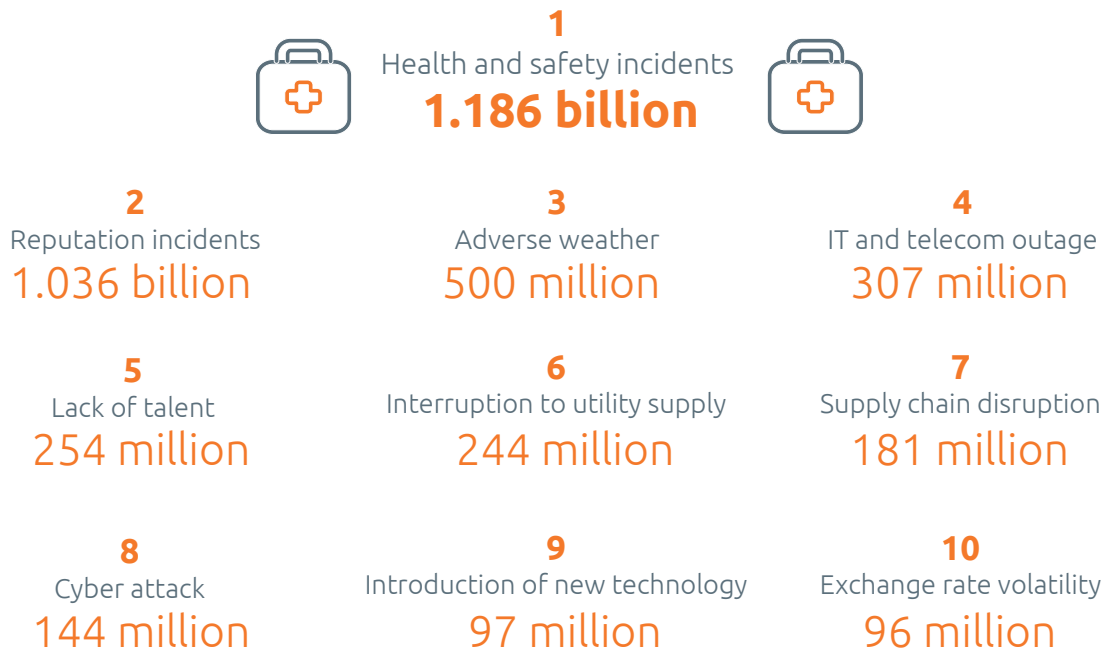 1
Health and safety incidents
1.186 billion
2
Reputation incidents
1.036 billion
3
Adverse weather
500 million
4
IT and telecom outage
307 million
5
Lack of talent
254 million
6
Interruption to utility supply
244 million
7
Supply chain disruption
181 million
8
Cyber attack
144 million
9
Introduction of new technology
97 million
10
Exchange rate volatility
96 million